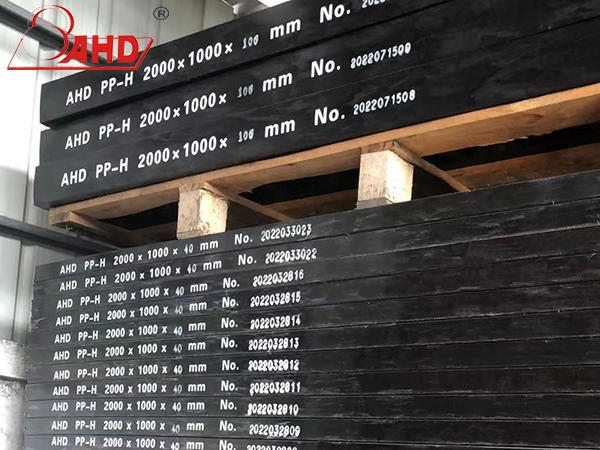 AHD®
AHD PP-H 2000×1000× 100 mm No. 
AHD PP-H 2000×1000× 100 mm No. 2022071509
AHD PP-H 2000×1000× 100 mm No. 2022071508
AHD PP-H 2000 x 1000 x 40 mm No. 2022033023
AHD PP-H 2000 x 1000 x 40 mm No. 2022033022
AHD PP-H 2000 x 1000 x 40 mm No. 2022032816
AHD PP-H 2000 x 1000 x 40 mm No. 2022032815
AHD PP-H 2000 x 1000 x 40 mm No. 2022032814
AHD PP-H 2000 x 1000 x 40 mm No. 2022032813
AHD PP-H 2000 x 1000 x 40 mm No. 2022032812
AHD PP-H 2000 x 1000 x 40 mm No. 2022032811
AHD PP-H 2000 x 1000 x 40 mm No. 2022032810
AHD PP-H 2000 x 1000 x 40 mm No. 2022032809
AHD PP-H 2000 x 1000 x 40 mm No.